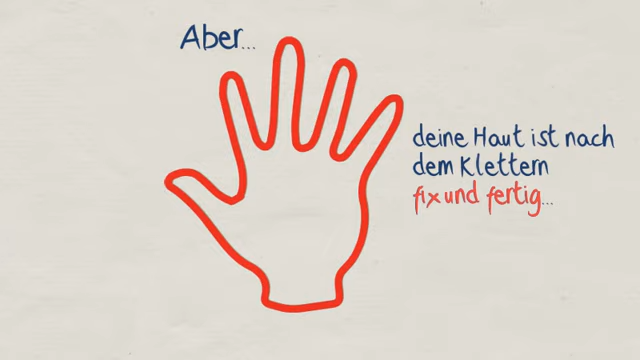 Aber...
deine Haut ist nach
dem Klettern
fix und fertig...